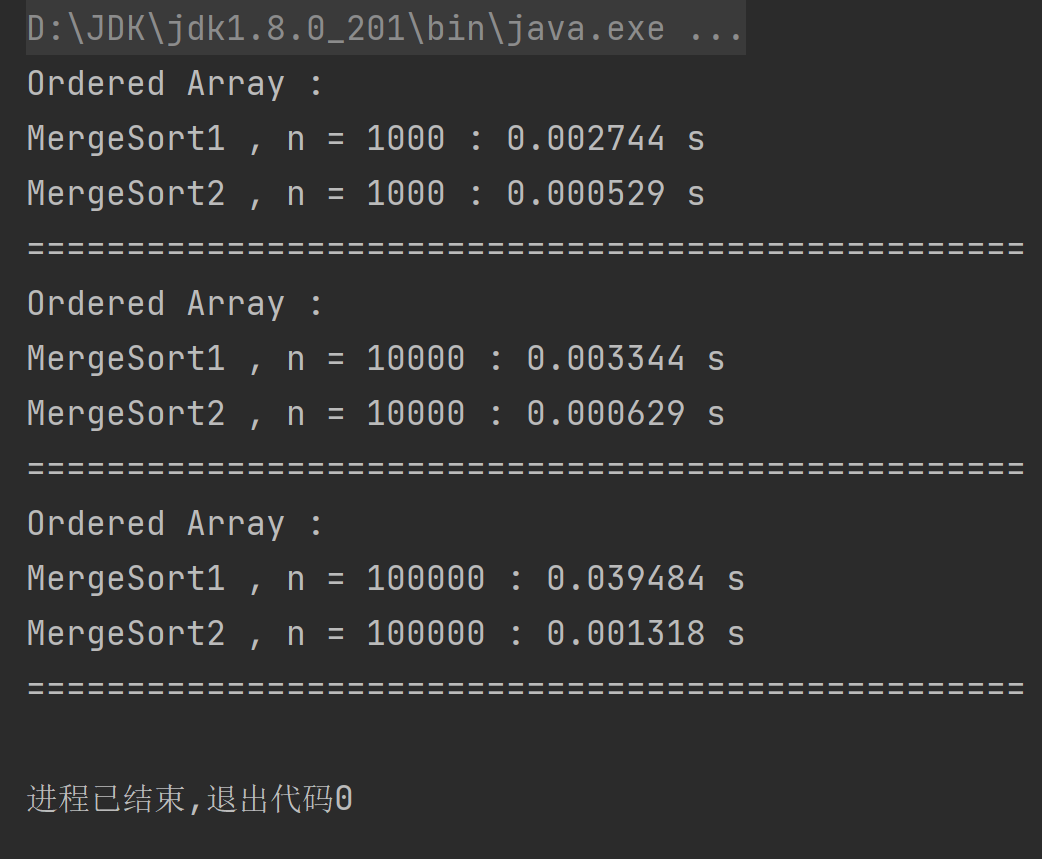 D:\JDK\jdk1.8.0_201\bin\java.exe ...
Ordered Array :
MergeSort1 , n = 1000 : 0.002744 s
MergeSort2 , n = 1000 : 0.000529 s
==================================================
Ordered Array :
MergeSort1 , n = 10000 : 0.003344 s
MergeSort2 , n = 10000 : 0.000629 s
==================================================
Ordered Array :
MergeSort1 , n = 100000 : 0.039484 s
MergeSort2 , n = 100000 : 0.001318 s
==================================================
进程已结束,退出代码0